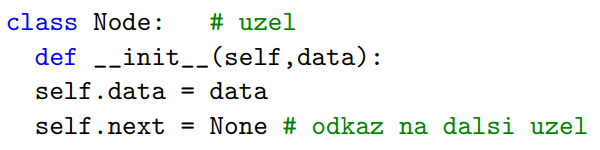 class Node:   # uzel
  def __init__(self,data):
  self.data = data
  self.next = None # odkaz na dalsi uzel